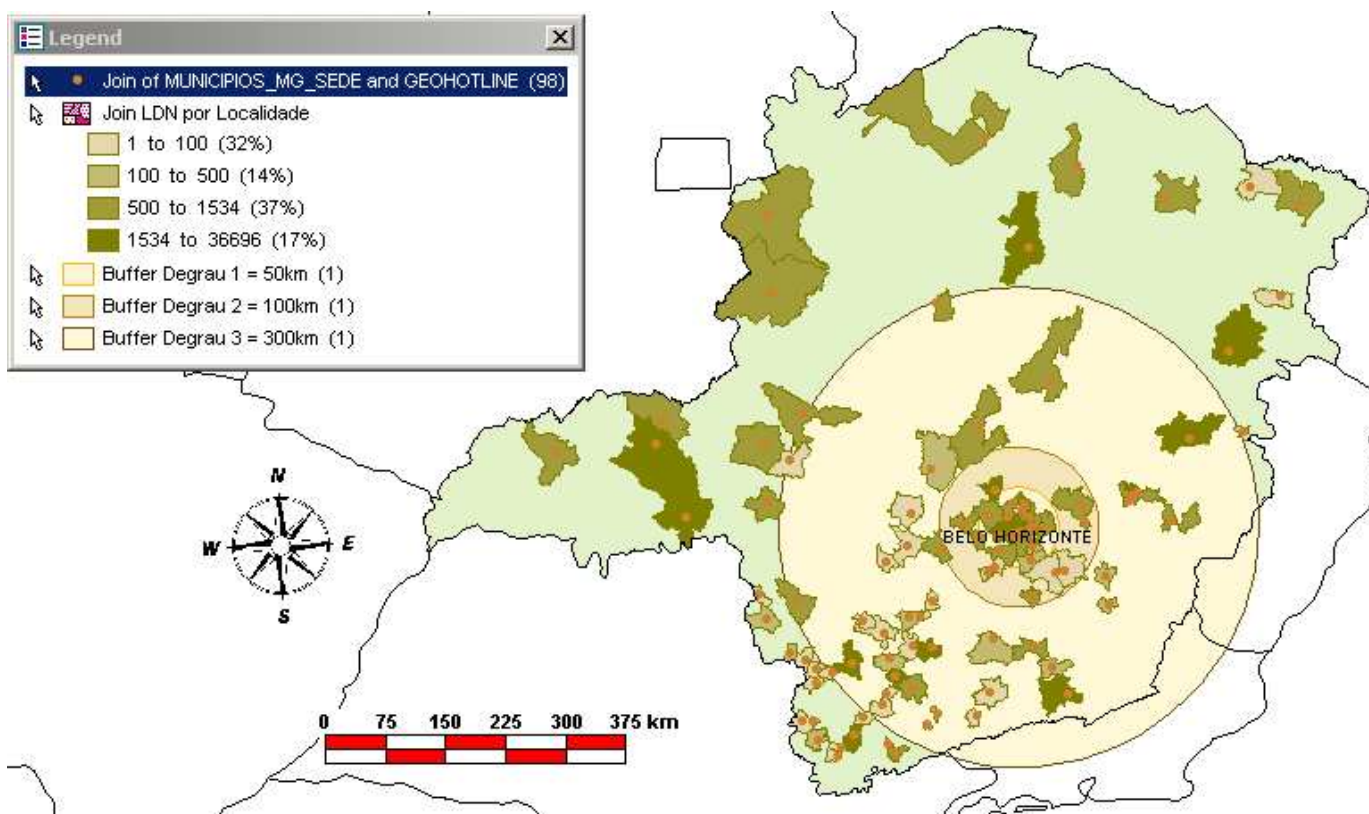 Legend
Join of MUNICIPIOS_MG_SEDE and GEOHOTLINE (98)
Join LDN por Localidade
1 to 100 (32%)
100 to 500 (14%)
500 to 1534 (37%)
1534 to 36696 (17%)
Buffer Degrau 1 = 50km (1)
Buffer Degrau 2 = 100km (1)
Buffer Degrau 3 = 300km (1)
N
W
E
S
BELO HORIZONTE
0 75 150 225 300 375 km